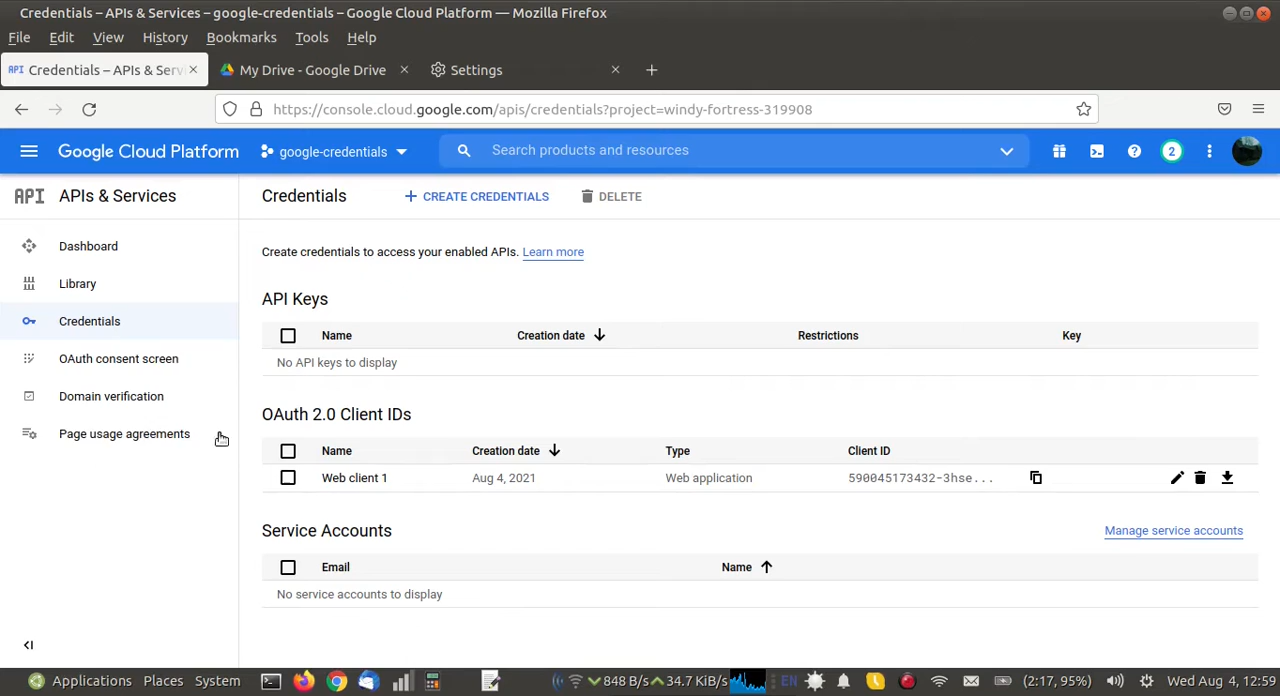 Credentials – APIs & Services – google-credentials – Google Cloud Platform — Mozilla Firefox
File Edit View History Bookmarks Tools Help
API Credentials – APIs & Servi My Drive - Google Drive Settings
https://console.cloud.google.com/apis/credentials?project=windy-fortress-319908
Google Cloud Platform google-credentials Search products and resources 2
API APIs & Services Credentials CREATE CREDENTIALS DELETE
Dashboard
Create credentials to access your enabled APIs. Learn more
Library
API Keys
Credentials
Name Creation date Restrictions Key
OAuth consent screen
No API keys to display
Domain verification
OAuth 2.0 Client IDs
Page usage agreements
Name Creation date Type Client ID
Web client 1 Aug 4, 2021 Web application 590045173432-3hse...
Service Accounts Manage service accounts
Email Name
No service accounts to display
Applications Places System 848 B/s 34.7 KiB/s EN (2:17, 95%) Wed Aug 4, 12:59